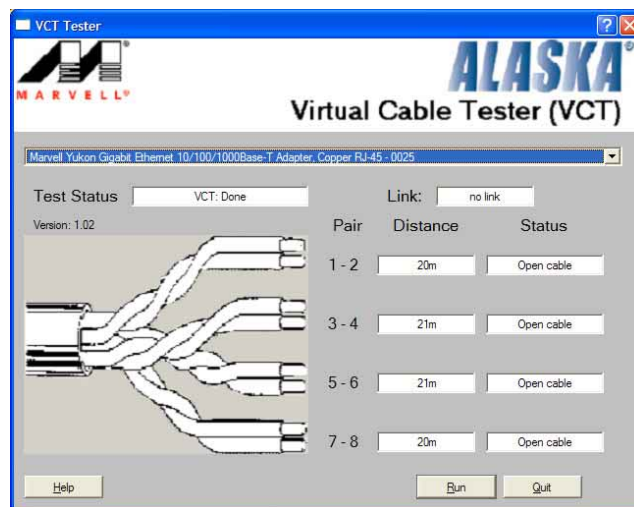 VCT Tester
MARVELL®
ALASKA®
Virtual Cable Tester (VCT)
Marvell Yukon Gigabit Ethernet 10/100/1000Base-T Adapter, Copper RJ-45 - 0025
Test Status VCT: Done Link: no link
Version: 1.02
Pair Distance Status
1 - 2 20m Open cable
3 - 4 21m Open cable
5 - 6 21m Open cable
7 - 8 20m Open cable
Help Run Quit